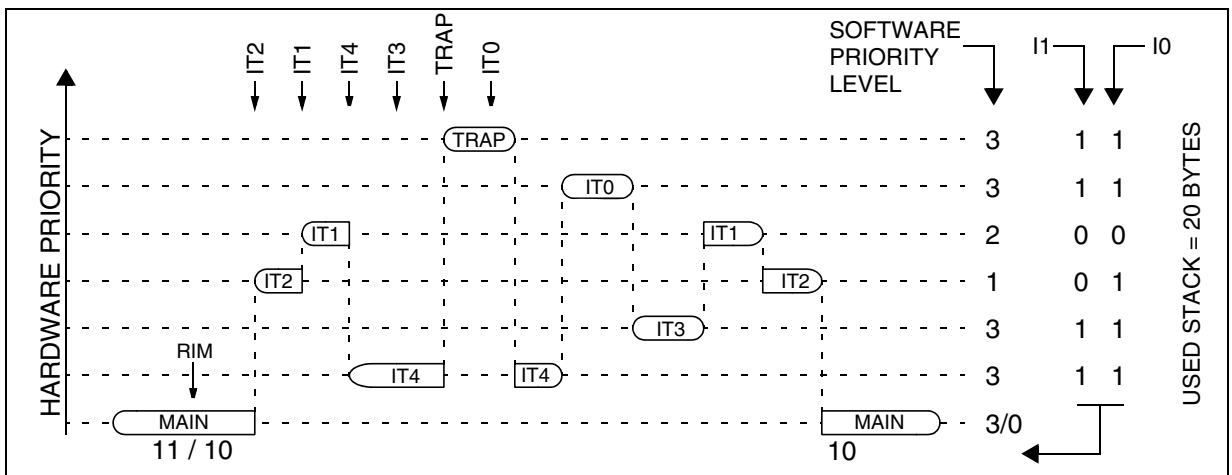 IT2
IT1
IT4
IT3
TRAP
IT0
SOFTWARE
PRIORITY
LEVEL
I1
I0
HARDWARE PRIORITY
USED STACK = 20 BYTES
TRAP
3
1 1
IT0
3
1 1
IT1
IT1
2
0 0
IT2
IT2
1
0 1
IT3
3
1 1
RIM
IT4
IT4
3
1 1
MAIN
MAIN
3/0
11 / 10
10